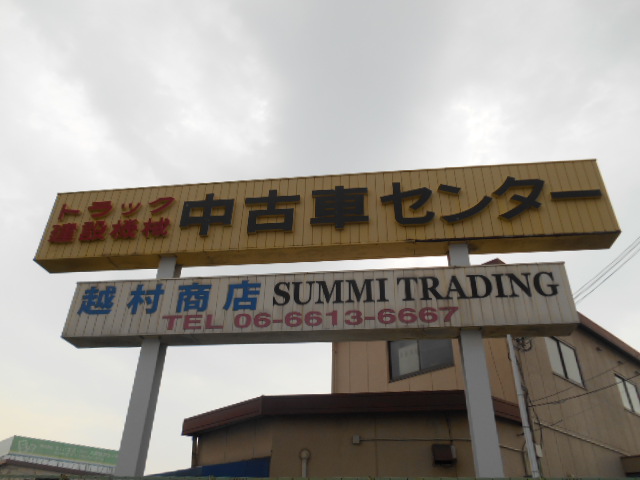 トラック
建設機械
中古車センター
越村商店 SUMMI TRADING
TEL 06-6613-6667